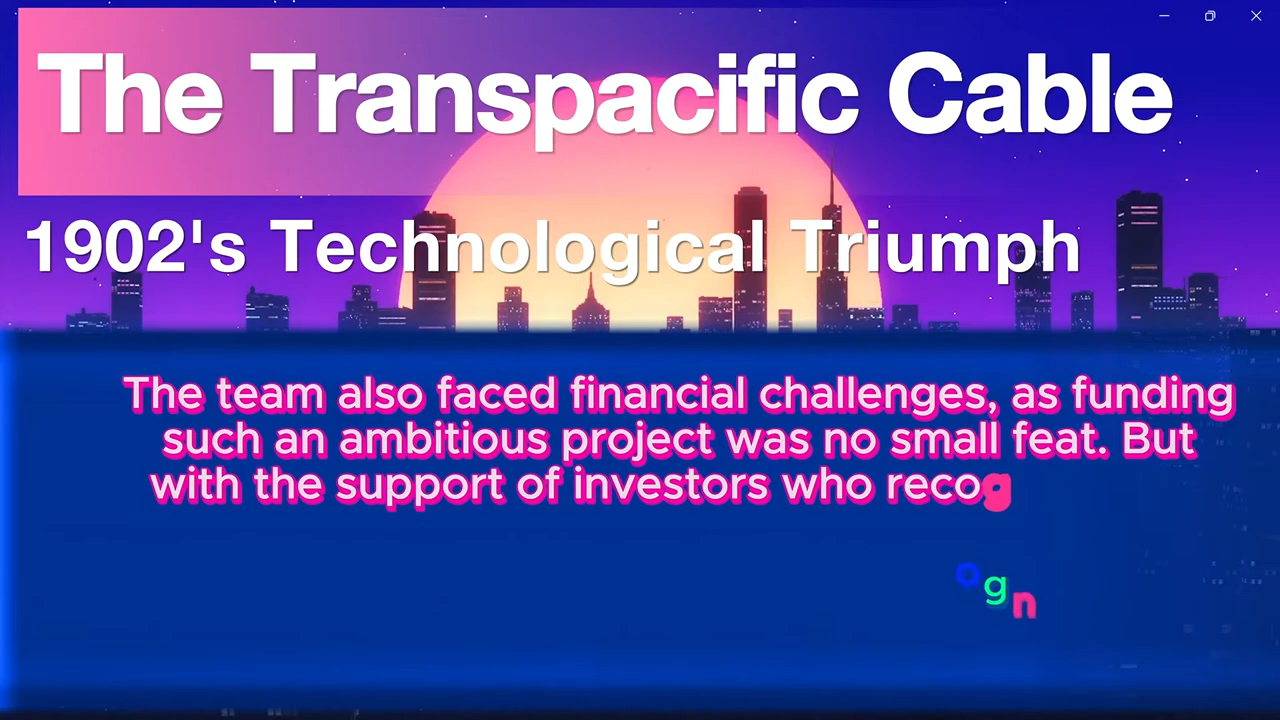 The Transpacific Cable
1902's Technological Triumph
The team also faced financial challenges, as funding
such an ambitious project was no small feat. But
with the support of investors who recog
o g n